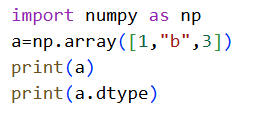 import numpy as np
a=np.array([1,"b",3])
print(a)
print(a.dtype)